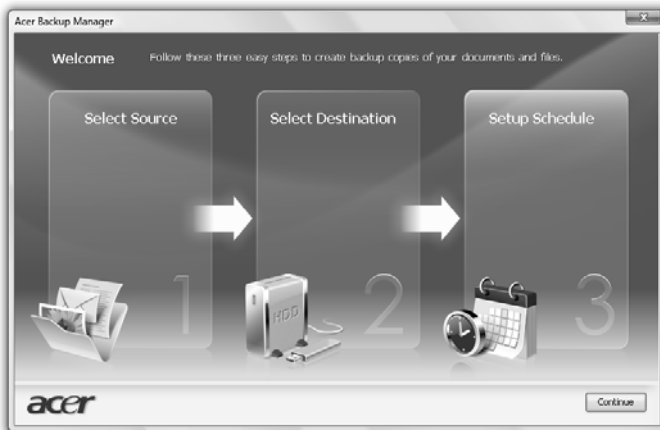 Acer Backup Manager
Welcome
Follow these three easy steps to create backup copies of your documents and files.
Select Source
Select Destination
Setup Schedule
1
HDD
2
3
acer
Continue